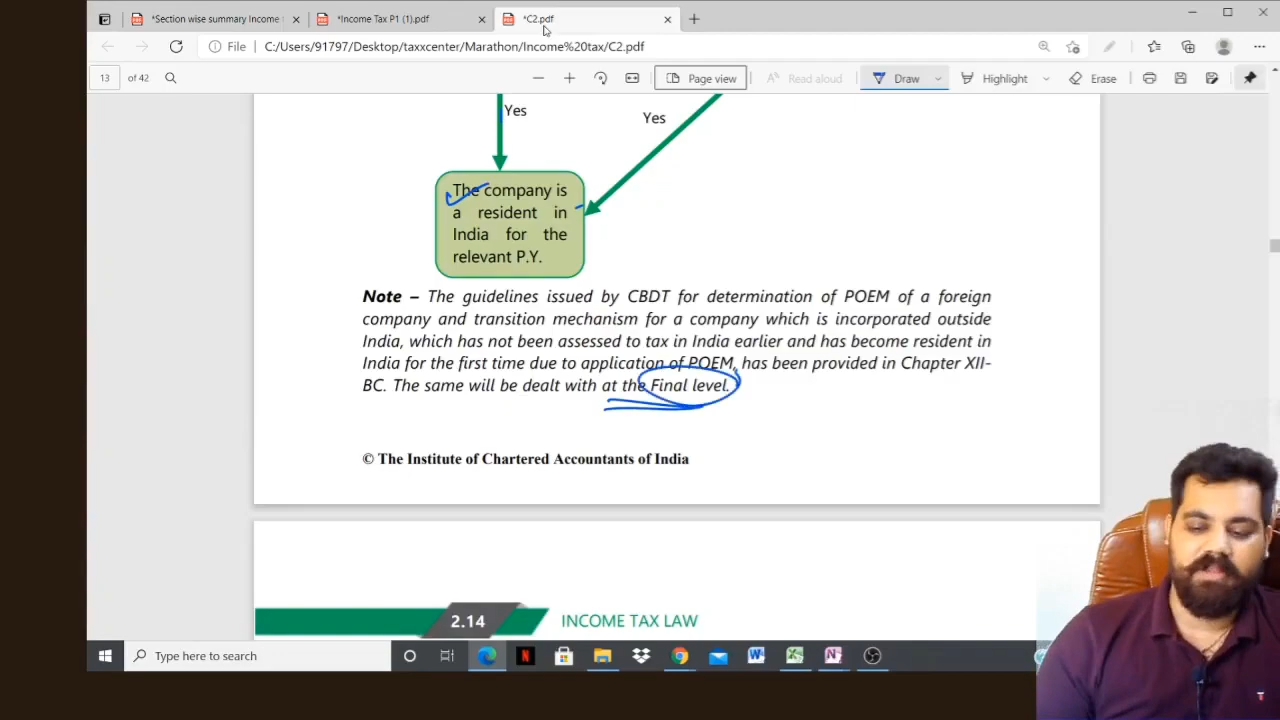 *Section wise summary Income
*Income Tax P1 (1).pdf
*C2.pdf
File
C:/Users/91797/Desktop/taxxcenter/Marathon/Income%20tax/C2.pdf
13 of 42
Page view
Read aloud
Draw
Highlight
Erase
Yes
Yes
The company is
a resident in
India for the
relevant P.Y.
Note – The guidelines issued by CBDT for determination of POEM of a foreign
company and transition mechanism for a company which is incorporated outside
India, which has not been assessed to tax in India earlier and has become resident in
India for the first time due to application of POEM, has been provided in Chapter XII-
BC. The same will be dealt with at the Final level.
© The Institute of Chartered Accountants of India
2.14
INCOME TAX LAW
Type here to search